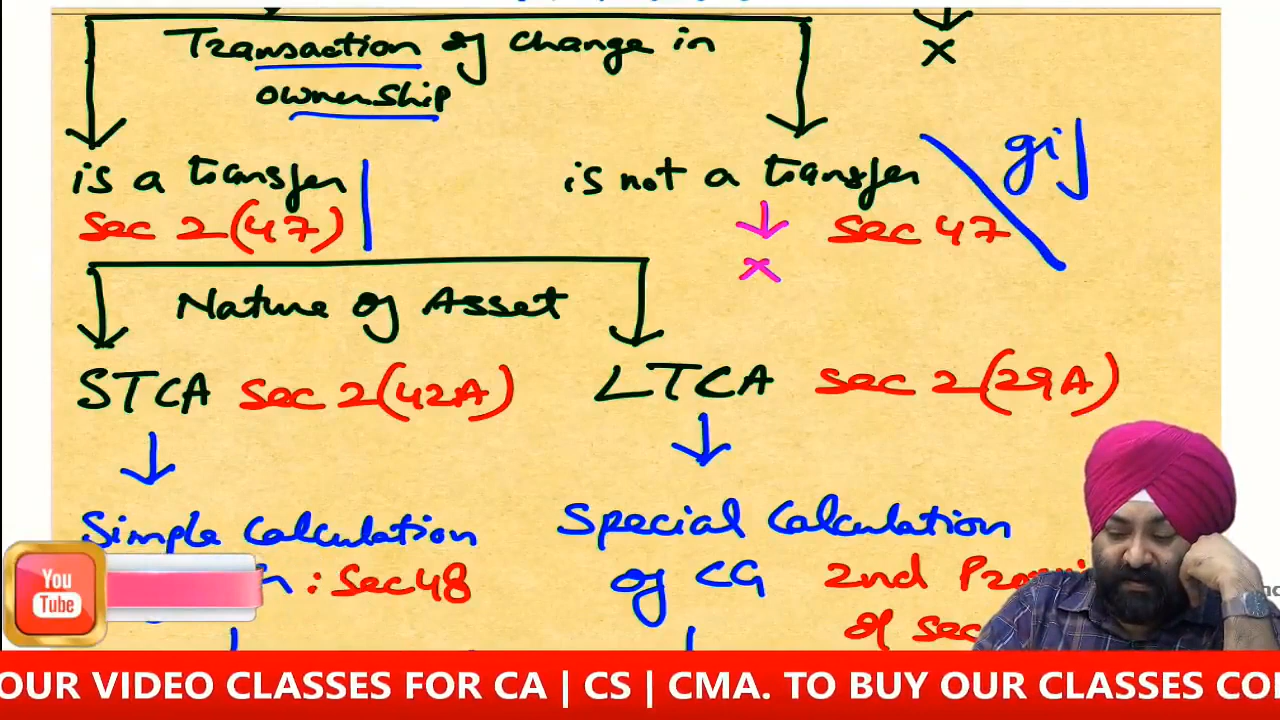 Transaction of change in
ownership
x
is a transfer
sec 2(47)
is not a transfer
sec 47
x
gif
Nature of Asset
STCA sec 2(42A)
LTCA sec 2(29A)
Simple Calculation
: Sec 48
Special Calculation
of CG 2nd
of sec
You
Tube
OUR VIDEO CLASSES FOR CA | CS | CMA. TO BUY OUR CLASSES